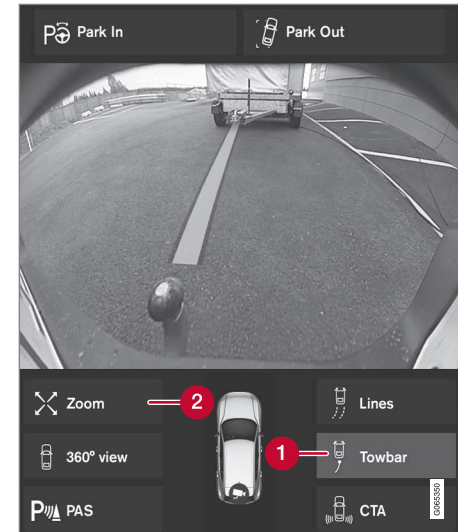 Park In
Park Out
Zoom
2
Lines
360° view
1
Towbar
PAS
CTA
G065350